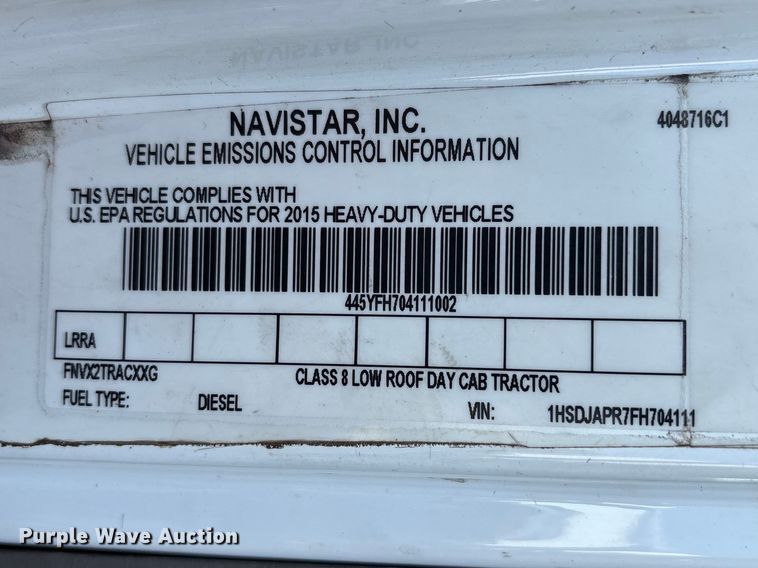 NAVISTAR, INC.
4048716C1
VEHICLE EMISSIONS CONTROL INFORMATION
THIS VEHICLE COMPLIES WITH
U.S. EPA REGULATIONS FOR 2015 HEAVY-DUTY VEHICLES
445YFH704111002
LRRA
FNVX2TRACXXG CLASS 8 LOW ROOF DAY CAB TRACTOR
FUEL TYPE: DIESEL VIN: 1HSDJAPR7FH704111
Purple Wave Auction